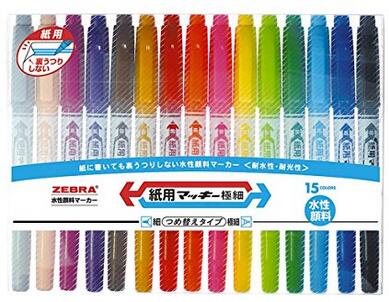 紙用
裏うつり
しない
紙用
紙に書いても裏うつりしない水性顔料マーカー <耐水性・耐光性>
ZEBRA
水性顔料マーカー
紙用マッキー極細
細 つめ替えタイプ 極細
15 COLORS
水性
顔料